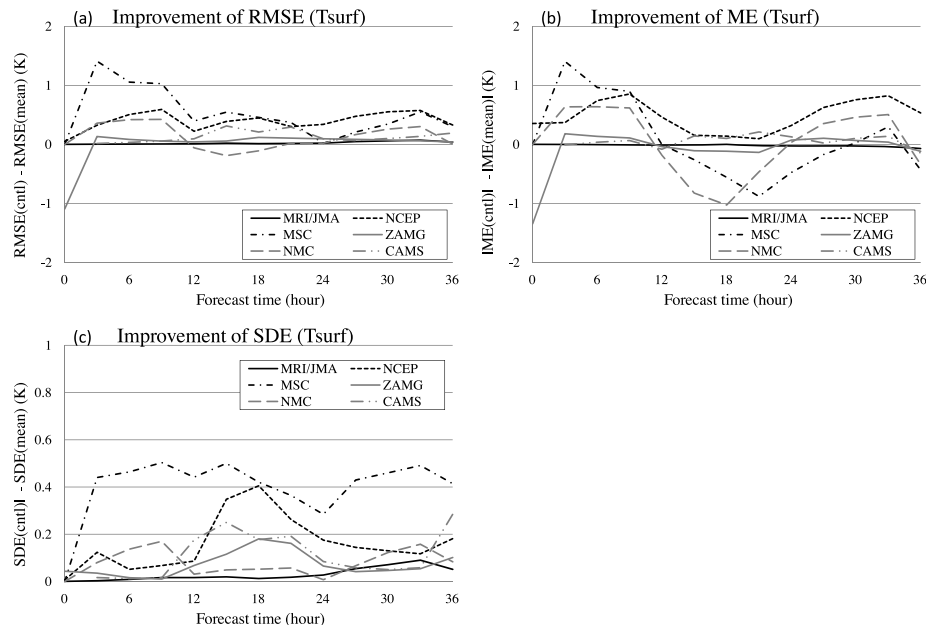 (a) Improvement of RMSE (Tsurf)
RMSE(cntl) - RMSE(mean) (K)
2
1
0
-1
-2
MRI/JMA NCEP
MSC ZAMG
NMC CAMS
0 6 12 18 24 30 36
Forecast time (hour)
(b) Improvement of ME (Tsurf)
|ME(cntl)| - |ME(mean)| (K)
2
1
0
-1
-2
MRI/JMA NCEP
MSC ZAMG
NMC CAMS
0 6 12 18 24 30 36
Forecast time (hour)
(c) Improvement of SDE (Tsurf)
SDE(cntl)| - SDE(mean) (K)
1
0.8
0.6
0.4
0.2
0
MRI/JMA NCEP
MSC ZAMG
NMC CAMS
0 6 12 18 24 30 36
Forecast time (hour)